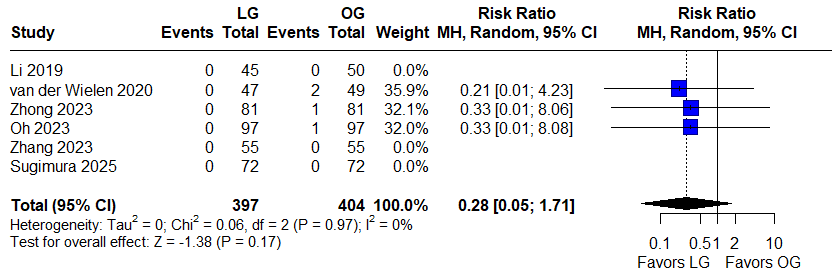 LG OG Risk Ratio Risk Ratio
Study Events Total Events Total Weight MH, Random, 95% CI MH, Random, 95% CI
Li 2019 0 45 0 50 0.0%
van der Wielen 2020 0 47 2 49 35.9% 0.21 [0.01; 4.23]
Zhong 2023 0 81 1 81 32.1% 0.33 [0.01; 8.06]
Oh 2023 0 97 1 97 32.0% 0.33 [0.01; 8.08]
Zhang 2023 0 55 0 55 0.0%
Sugimura 2025 0 72 0 72 0.0%
Total (95% CI) 397 404 100.0% 0.28 [0.05; 1.71]
Heterogeneity: Tau² = 0; Chi² = 0.06, df = 2 (P = 0.97); I² = 0%
Test for overall effect: Z = -1.38 (P = 0.17)
0.1 0.5 1 2 10
Favors LG Favors OG